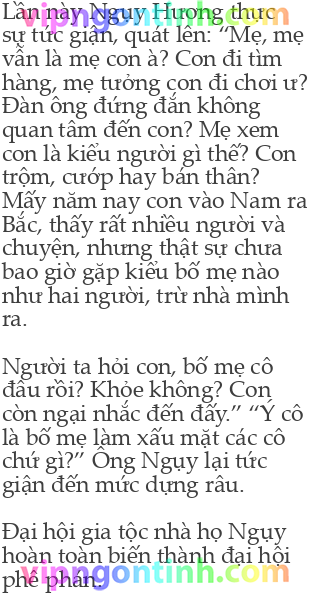 Lần này Ngụy Hương thực
sự tức giận, quát lên: “Mẹ, mẹ
vẫn là mẹ con à? Con đi tìm
hàng, mẹ tưởng con đi chơi ư?
Đàn ông đứng đắn không
quan tâm đến con? Mẹ xem
con là kiểu người gì thế? Con
trộm, cướp hay bán thân?
Mấy năm nay con vào Nam ra
Bắc, thấy rất nhiều người và
chuyện, nhưng thật sự chưa
bao giờ gặp kiểu bố mẹ nào
như hai người, trừ nhà mình
ra.
Người ta hỏi con, bố mẹ cô
đâu rồi? Khỏe không? Con
còn ngại nhắc đến đấy.” “Ý cô
là bố mẹ làm xấu mặt các cô
chứ gì?” Ông Ngụy lại tức
giận đến mức dựng râu.
Đại hội gia tộc nhà họ Ngụy
hoàn toàn biến thành đại hội
phê phán.
vipngontinh.com
vipngontinh.com